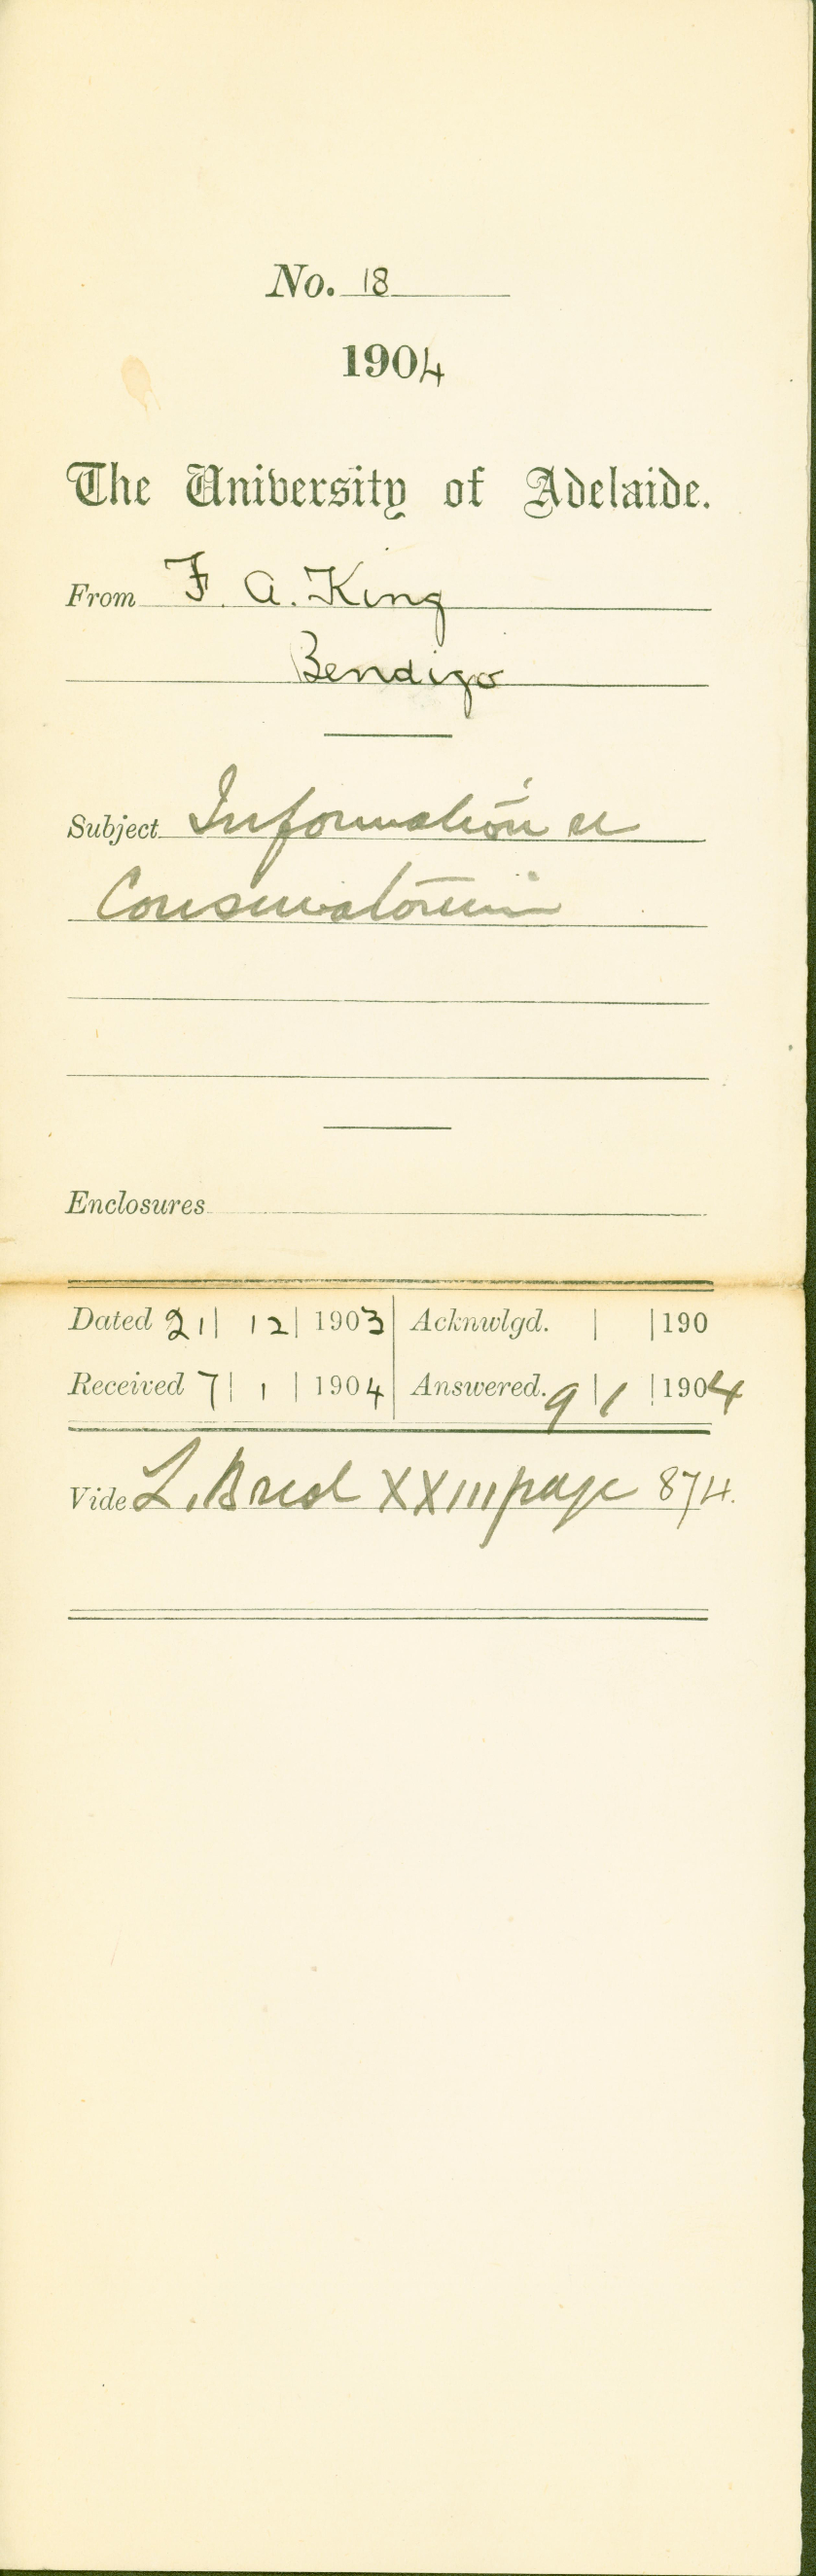 No. 18
1904
The University of Adelaide.
From F. A. King
Bendigo
Subject Information re
Conservatorium
Enclosures
Dated 21| 12| 1903 Acknwlgd. | |190
Received 7| 1 | 1904 Answered. 9 |1 |1904
Vide L. Book XXIII page 874.